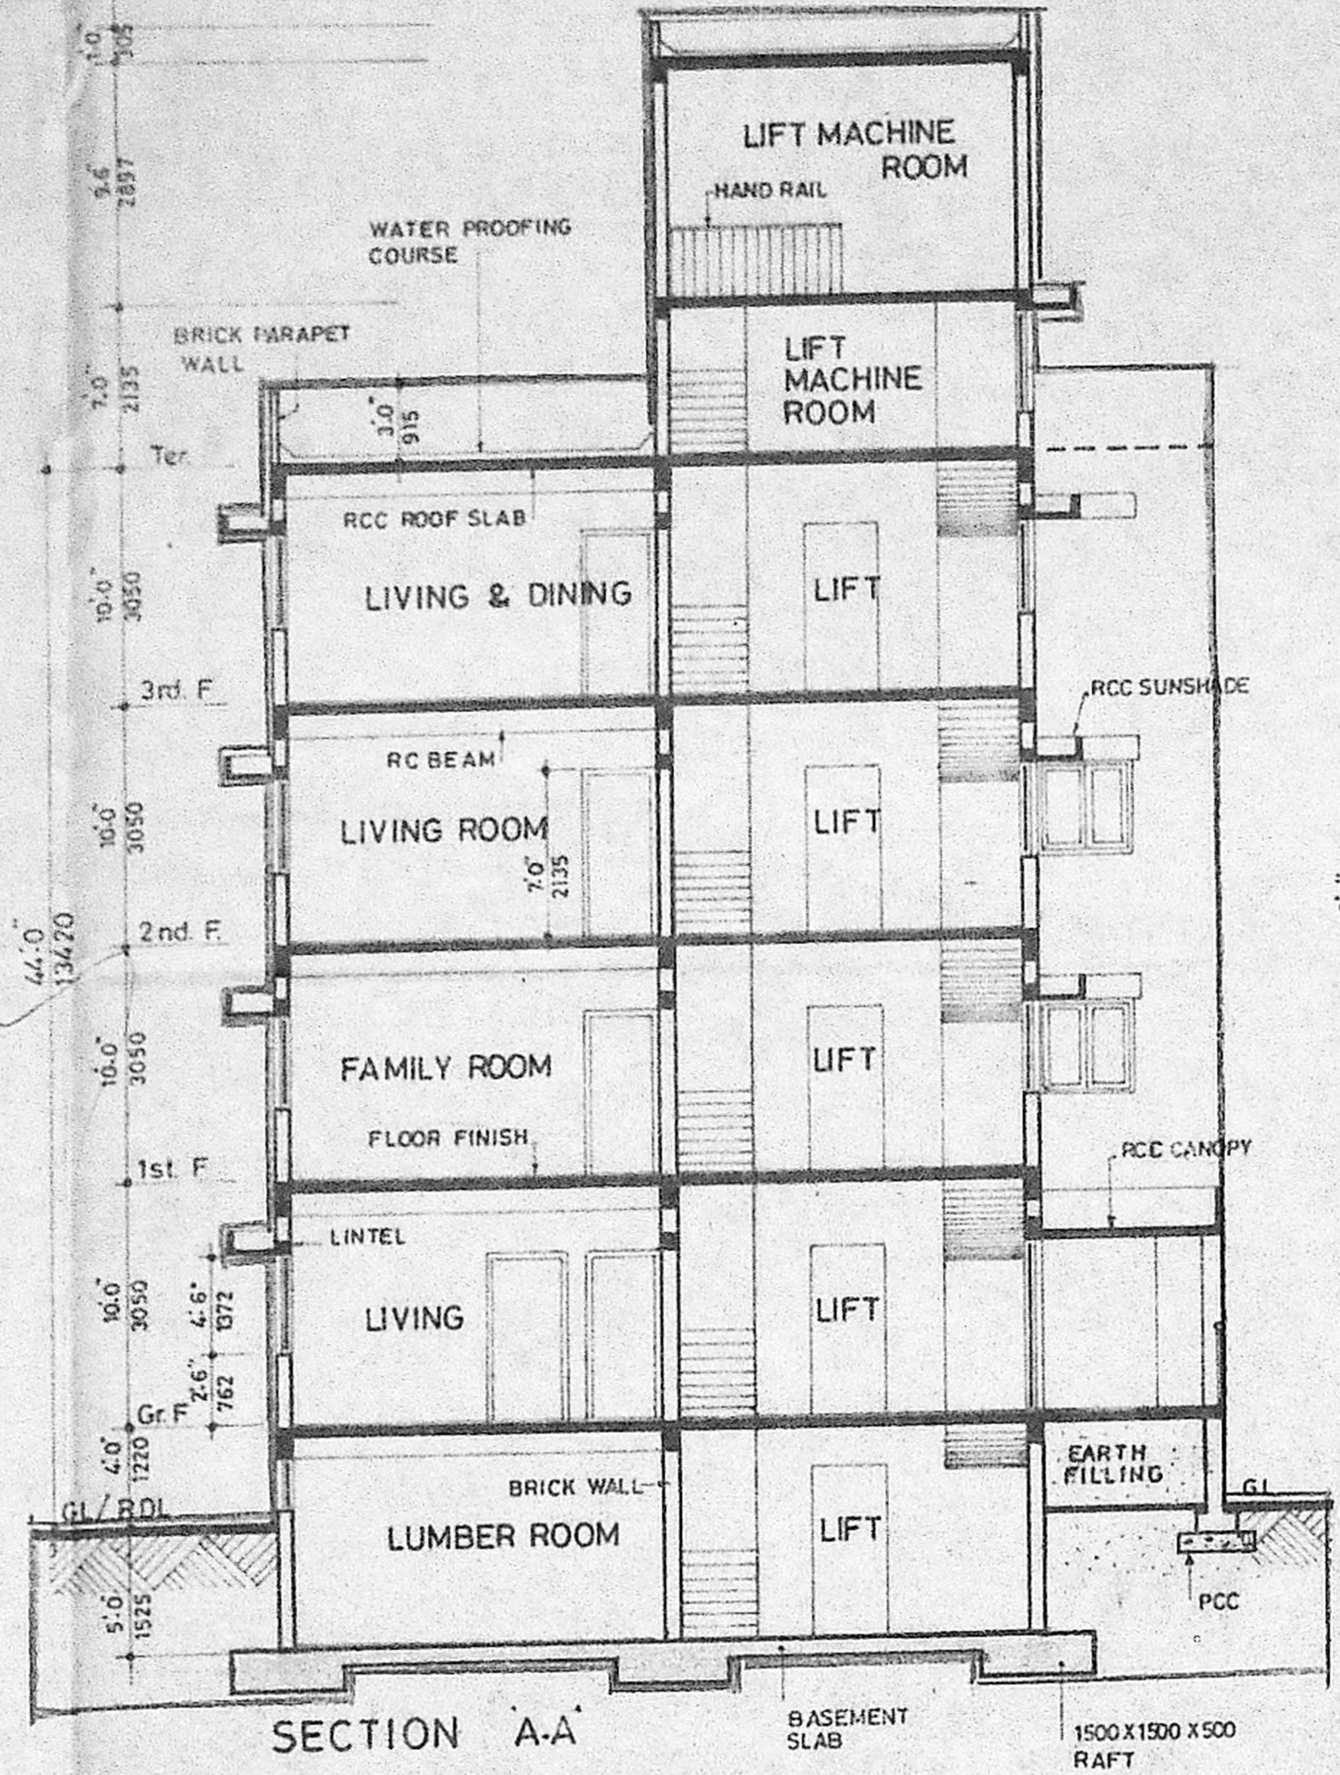 1'.0"
305
LIFT MACHINE
ROOM
9'.6"
2897
HAND RAIL
WATER PROOFING
COURSE
BRICK PARAPET
WALL
LIFT
MACHINE
ROOM
7'.0"
2135
3'.0"
915
Ter.
RCC ROOF SLAB
10'.0"
3050
LIVING & DINING
LIFT
3rd. F
RCC SUNSHADE
RC BEAM
10'.0"
3050
LIVING ROOM
LIFT
7'.0"
2135
2nd. F.
44'.0"
13420
10'.0"
3050
FAMILY ROOM
LIFT
FLOOR FINISH
RCC CANOPY
1st. F
LINTEL
10'.0"
3050
4'.6"
1372
LIVING
LIFT
2'.6"
762
Gr. F
4'.0"
1220
EARTH
FILLING
BRICK WALL
GL/RDL
GL
LUMBER ROOM
LIFT
5'.0"
1525
PCC
SECTION 'A-A'
BASEMENT
SLAB
1500X1500X500
RAFT